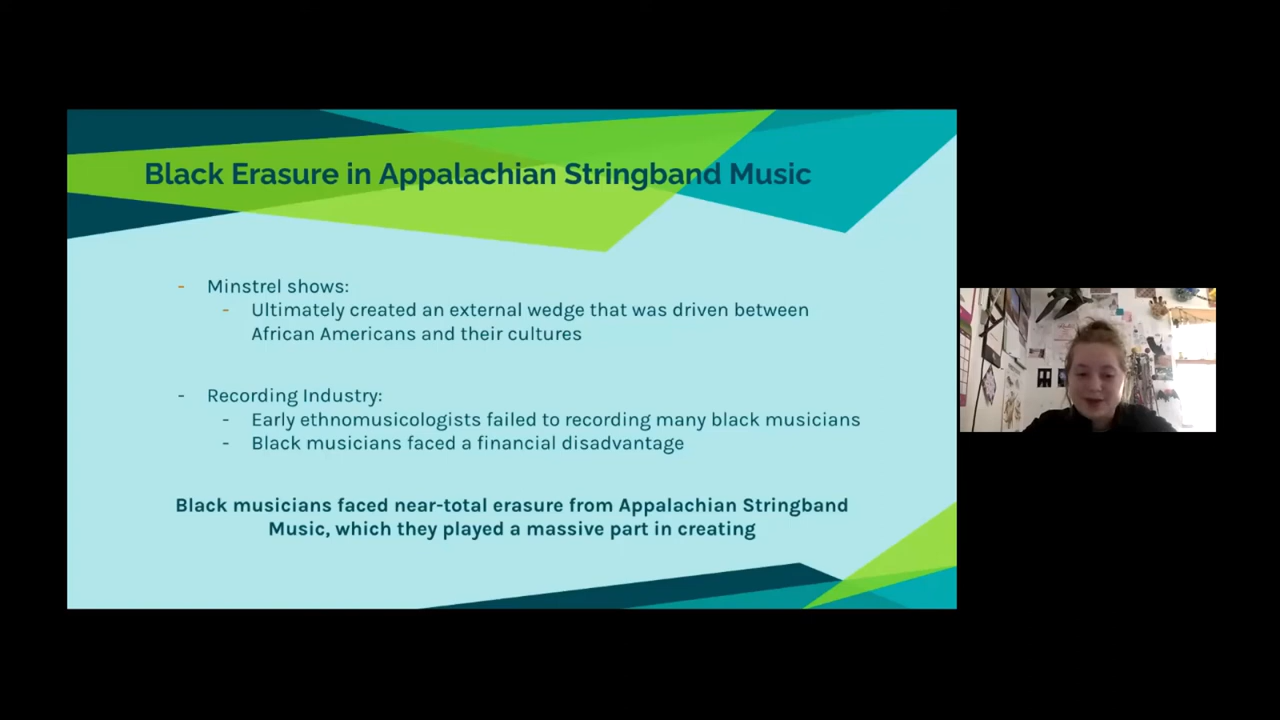 Black Erasure in Appalachian Stringband Music
- Minstrel shows:
- Ultimately created an external wedge that was driven between
African Americans and their cultures
- Recording Industry:
- Early ethnomusicologists failed to recording many black musicians
- Black musicians faced a financial disadvantage
Black musicians faced near-total erasure from Appalachian Stringband
Music, which they played a massive part in creating